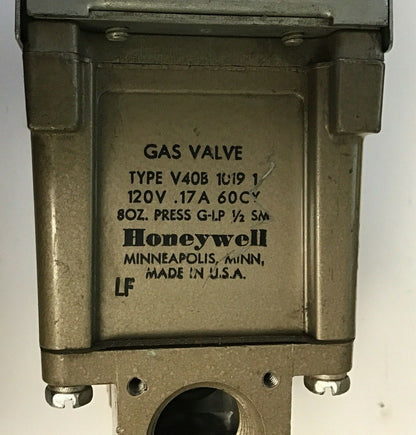 GAS VALVE
TYPE V40B 1019 1
120V .17A 60CY
8OZ. PRESS G-LP ½ SM
Honeywell
MINNEAPOLIS, MINN,
MADE IN U.S.A.
LF